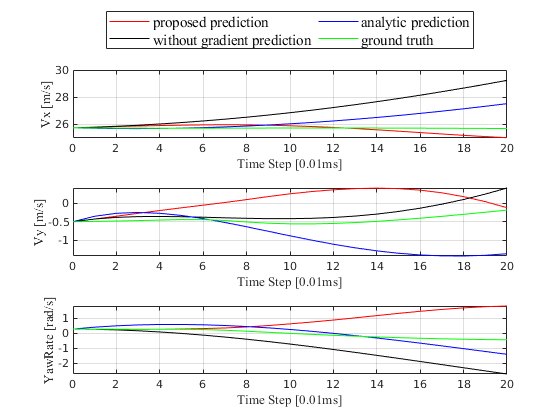 proposed prediction analytic prediction
without gradient prediction ground truth
30
28
26
Vx [m/s]
0 2 4 6 8 10 12 14 16 18 20
Time Step [0.01ms]
0
-0.5
-1
Vy [m/s]
0 2 4 6 8 10 12 14 16 18 20
Time Step [0.01ms]
1
0
-1
-2
YawRate [rad/s]
0 2 4 6 8 10 12 14 16 18 20
Time Step [0.01ms]